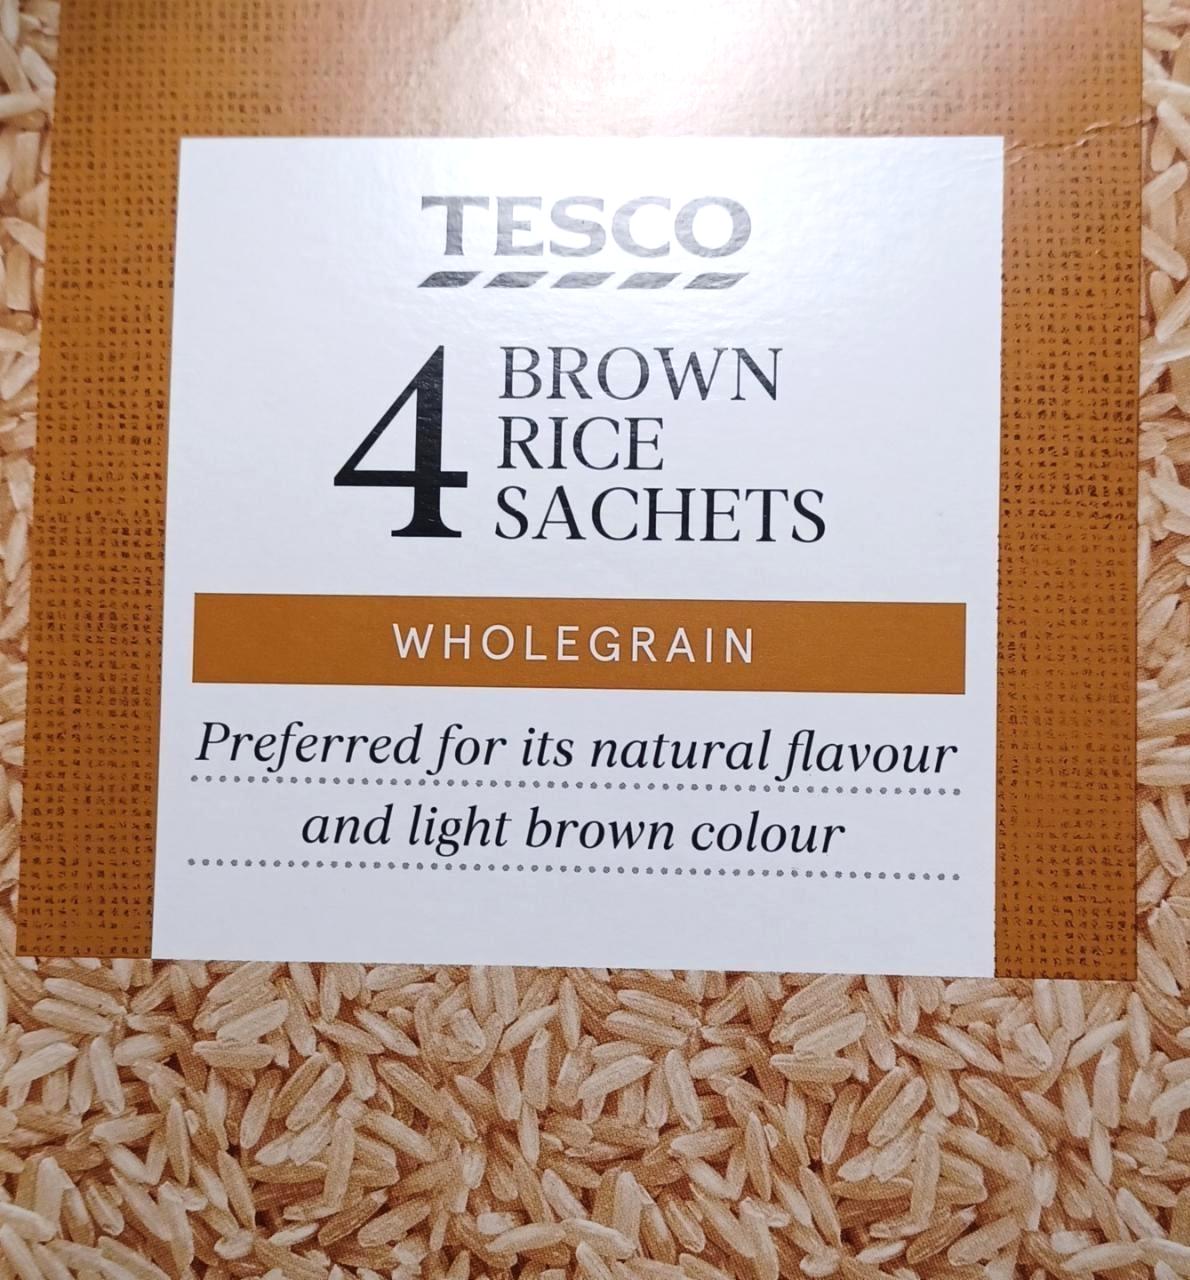 TESCO
4 BROWN
RICE
SACHETS
WHOLEGRAIN
Preferred for its natural flavour
and light brown colour